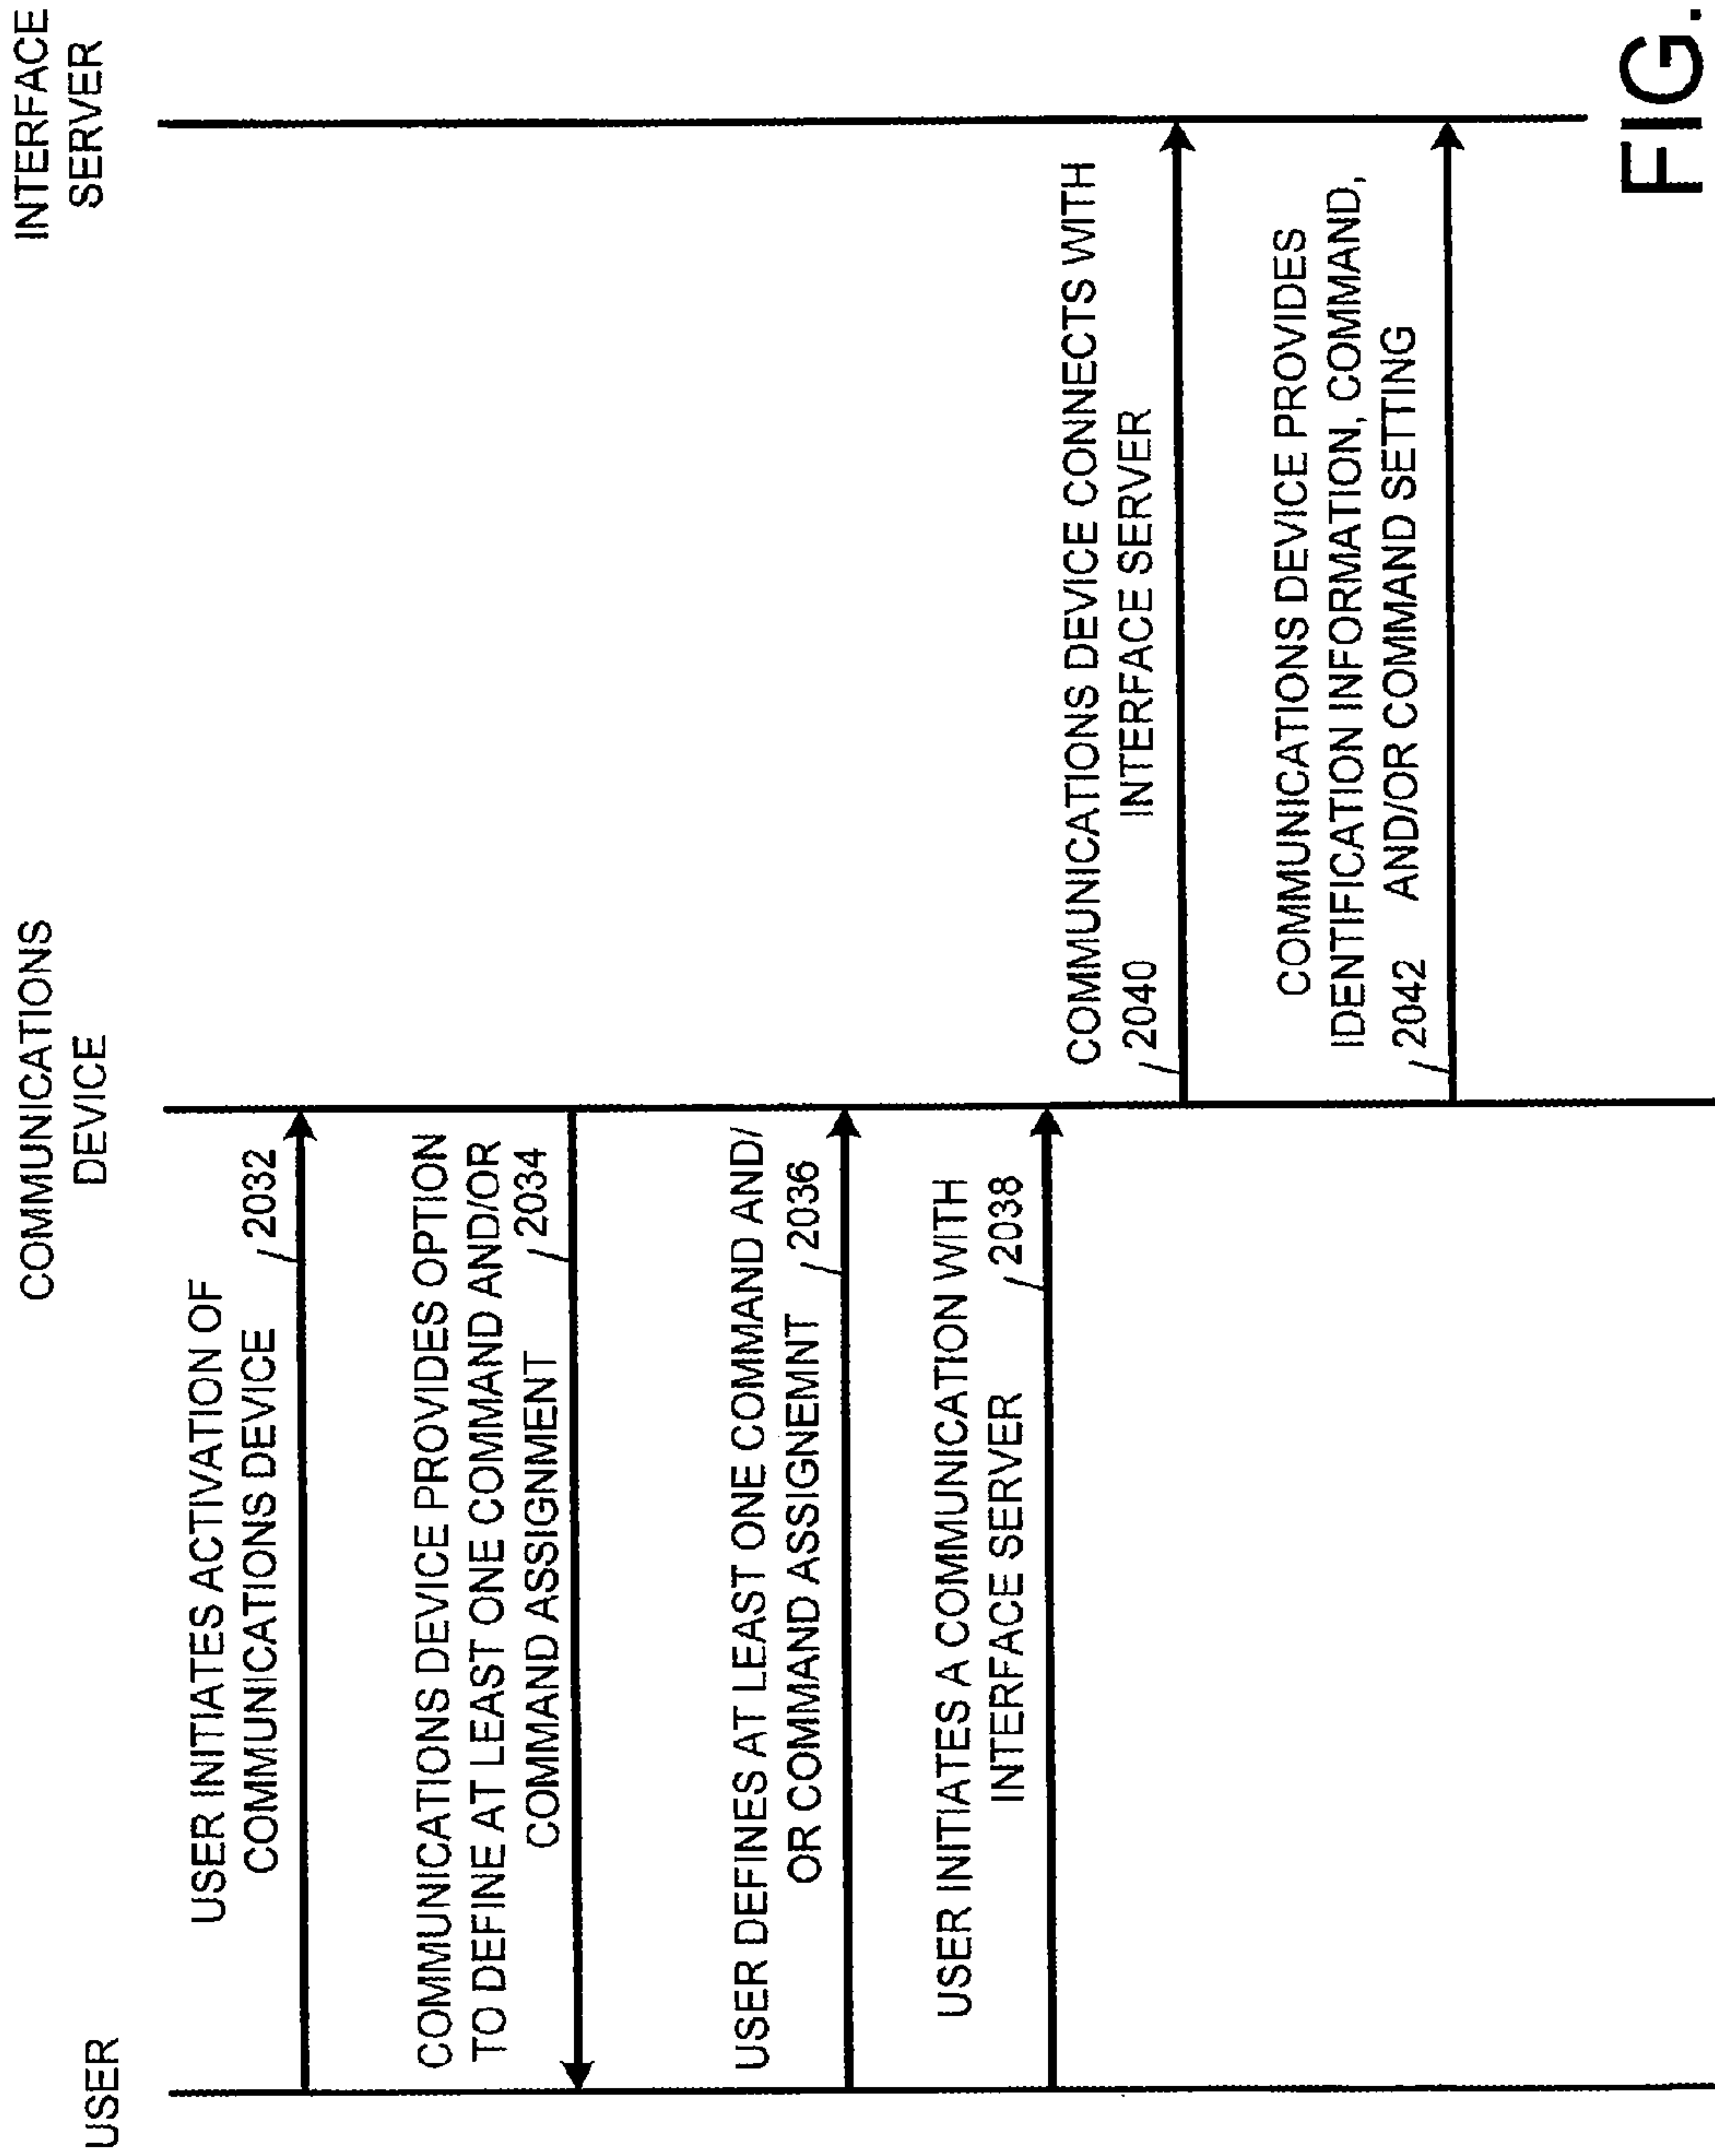 USER
COMMUNICATIONS
DEVICE
INTERFACE
SERVER
USER INITIATES ACTIVATION OF
COMMUNICATIONS DEVICE
2032
COMMUNICATIONS DEVICE PROVIDES OPTION
TO DEFINE AT LEAST ONE COMMAND AND/OR
COMMAND ASSIGNMENT
2034
USER DEFINES AT LEAST ONE COMMAND AND/
OR COMMAND ASSIGNEMNT
2036
USER INITIATES A COMMUNICATION WITH
INTERFACE SERVER
2038
COMMUNICATIONS DEVICE CONNECTS WITH
2040 INTERFACE SERVER
COMMUNICATIONS DEVICE PROVIDES
IDENTIFICATION INFORMATION, COMMAND,
2042 AND/OR COMMAND SETTING
FIG.